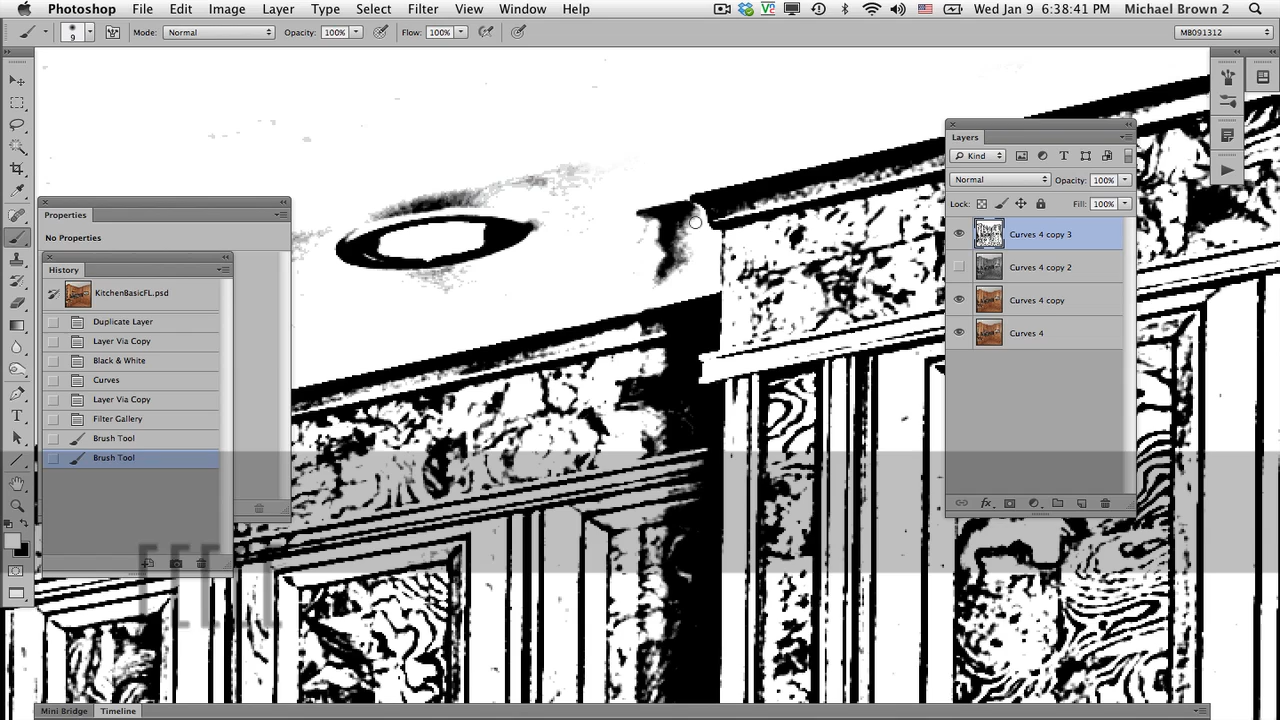 Photoshop File Edit Image Layer Type Select Filter View Window Help Wed Jan 9 6:38:41 PM Michael Brown 2
9 Mode: Normal Opacity: 100% Flow: 100% MB091312
Layers
Kind
Normal Opacity: 100%
Lock: Fill: 100%
Curves 4 copy 3
Curves 4 copy 2
Curves 4 copy
Curves 4
fx
Properties
No Properties
History
KitchenBasicFL.psd
Duplicate Layer
Layer Via Copy
Black & White
Curves
Layer Via Copy
Filter Gallery
Brush Tool
Brush Tool
[[[[
Mini Bridge Timeline